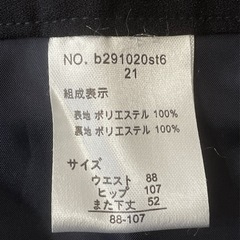 NO. b291020st6
21
組成表示
表地 ポリエステル 100%
裏地 ポリエステル 100%
サイズ
ウエスト 88
ヒップ 107
また下丈 52
88-107